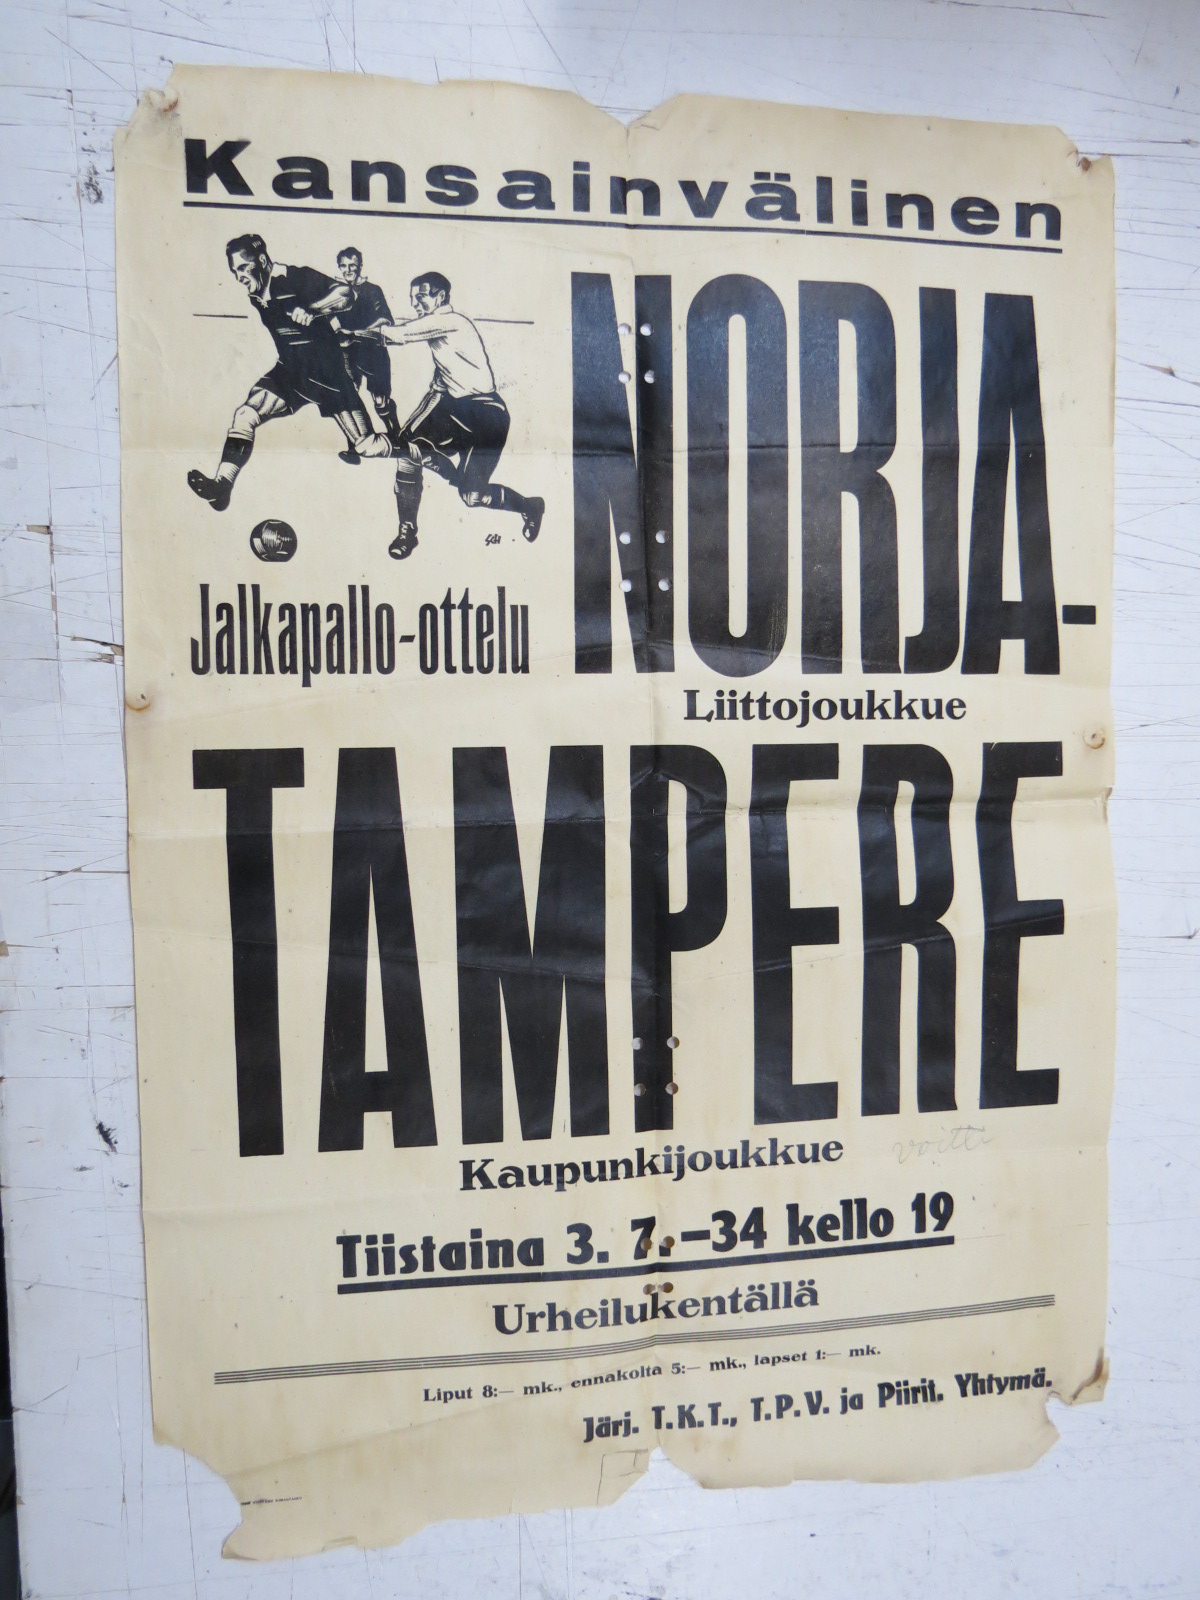 Kansainvälinen
Jalkapallo-ottelu
NORJA-
Liittojoukkue
TAMPERE
Kaupunkijoukkue
voitti
Tiistaina 3. 7.–34 kello 19
Urheilukentällä
Liput 8:— mk., ennakolta 5:— mk., lapset 1:— mk.
Järj. T.K.T., T.P.V. ja Piirit. Yhtymä.